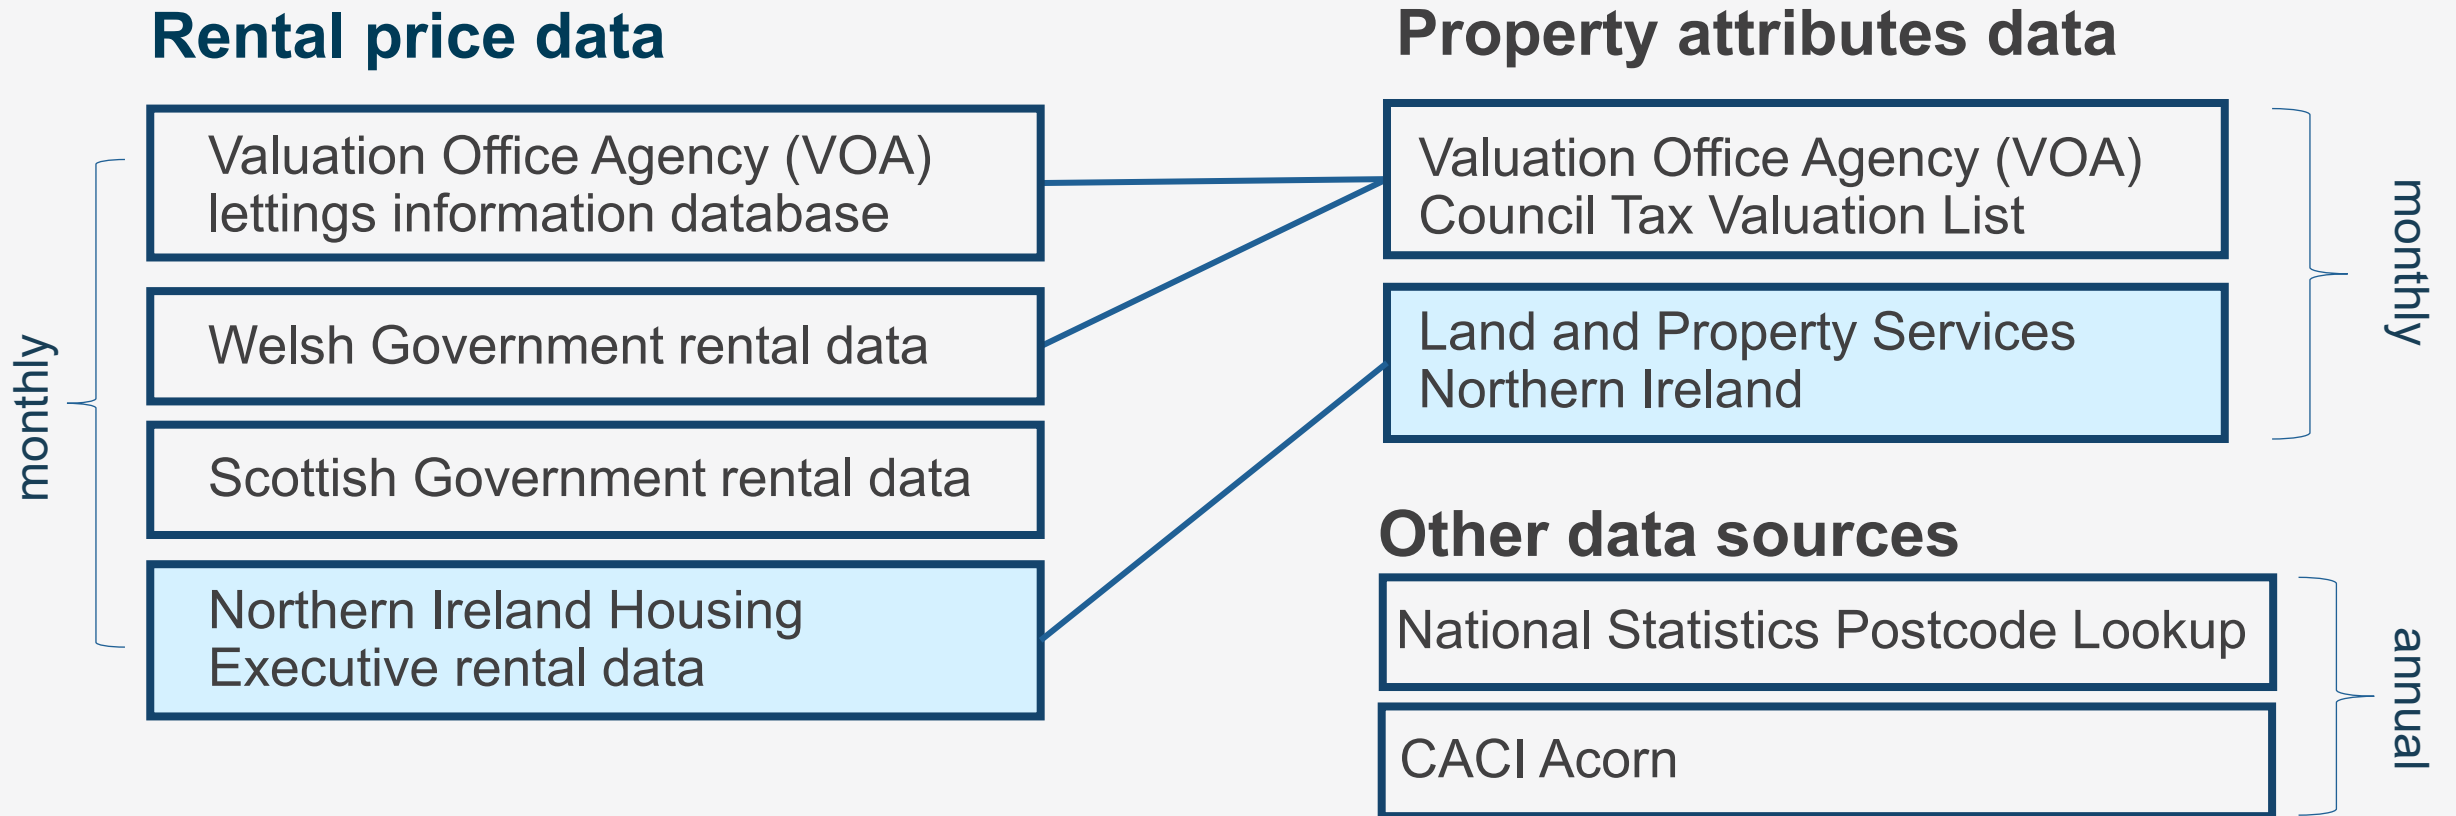 Rental price data
Valuation Office Agency (VOA)
lettings information database
Welsh Government rental data
Scottish Government rental data
Northern Ireland Housing
Executive rental data
monthly
Property attributes data
Valuation Office Agency (VOA)
Council Tax Valuation List
Land and Property Services
Northern Ireland
monthly
Other data sources
National Statistics Postcode Lookup
CACI Acorn
annual